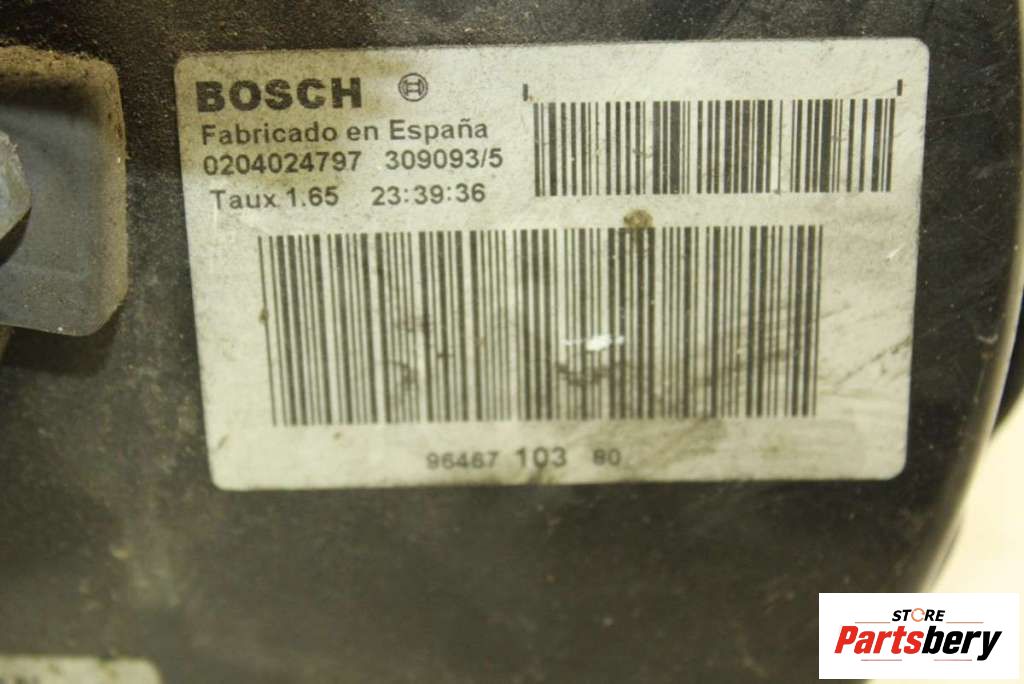 BOSCH
Fabricado en España
0204024797 309093/5
Taux 1.65 23:39:36
96467 103 80
STORE
Partsbery